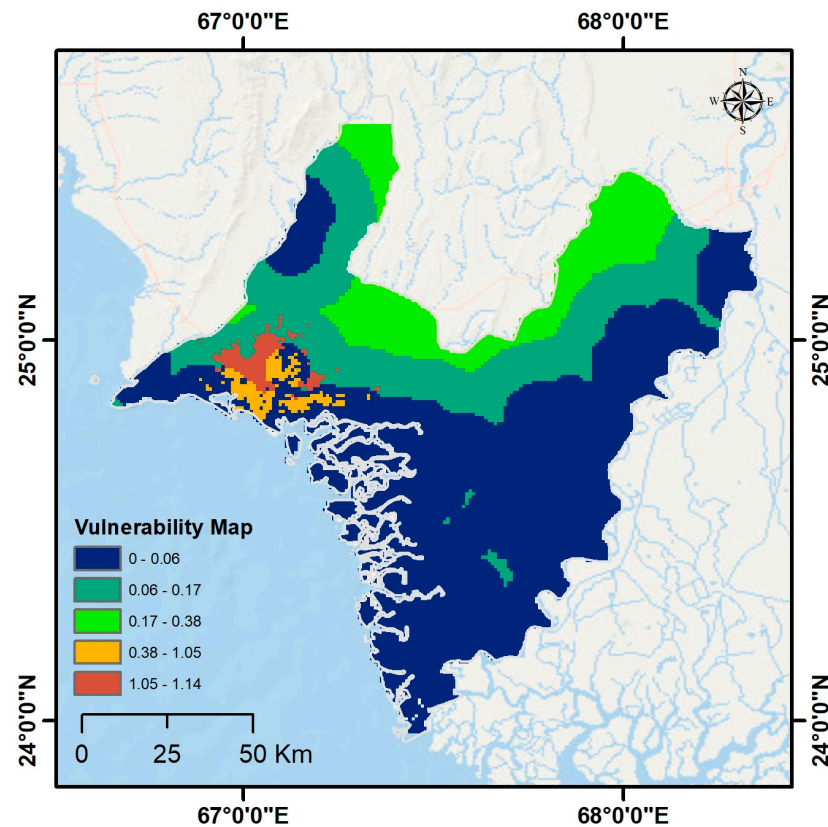 67°0'0"E 68°0'0"E
N
W E
S
25°0'0"N 25°0'0"N
Vulnerability Map
0 - 0.06
0.06 - 0.17
0.17 - 0.38
0.38 - 1.05
1.05 - 1.14
24°0'0"N 24°0'0"N
0 25 50 Km
67°0'0"E 68°0'0"E